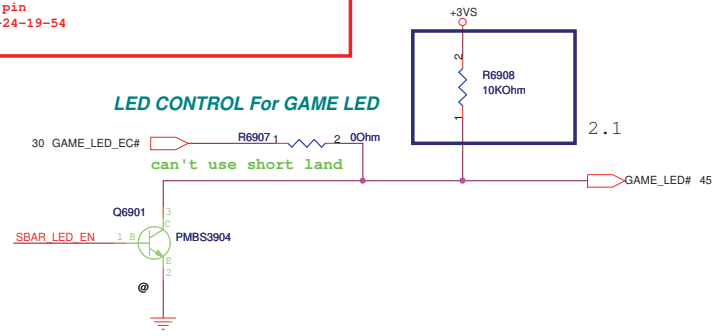 pin
-24-19-54
+3VS
2
R6908
10KOhm
1
2.1
LED CONTROL For GAME LED
30 GAME_LED_EC#
R6907 1
2 0Ohm
can't use short land
GAME_LED# 45
Q6901
3
C
SBAR_LED_EN
1 B
PMBS3904
E
2
@